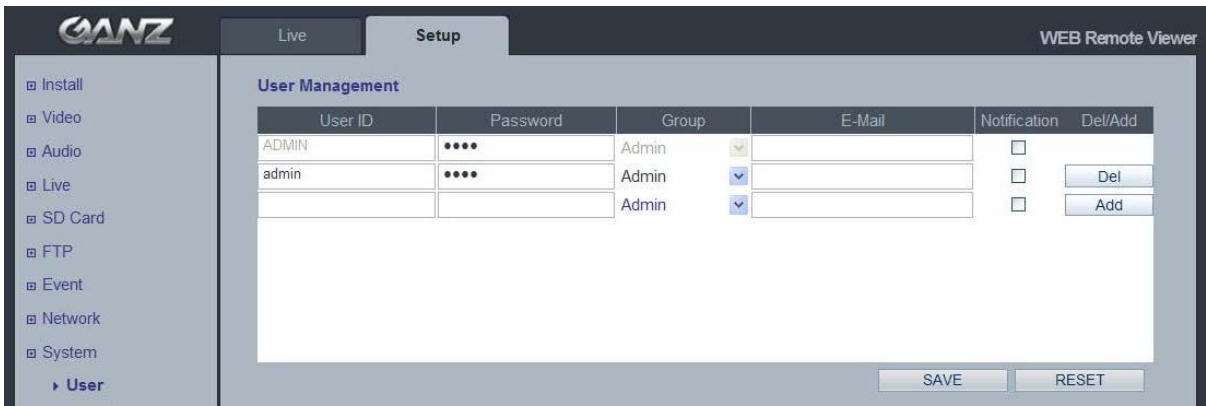 GANZ
Live
Setup
WEB Remote Viewer
Install
Video
Audio
Live
SD Card
FTP
Event
Network
System
User
User Management
User ID Password Group E-Mail Notification Del/Add
ADMIN •••• Admin
admin •••• Admin Del
Admin Add
SAVE RESET